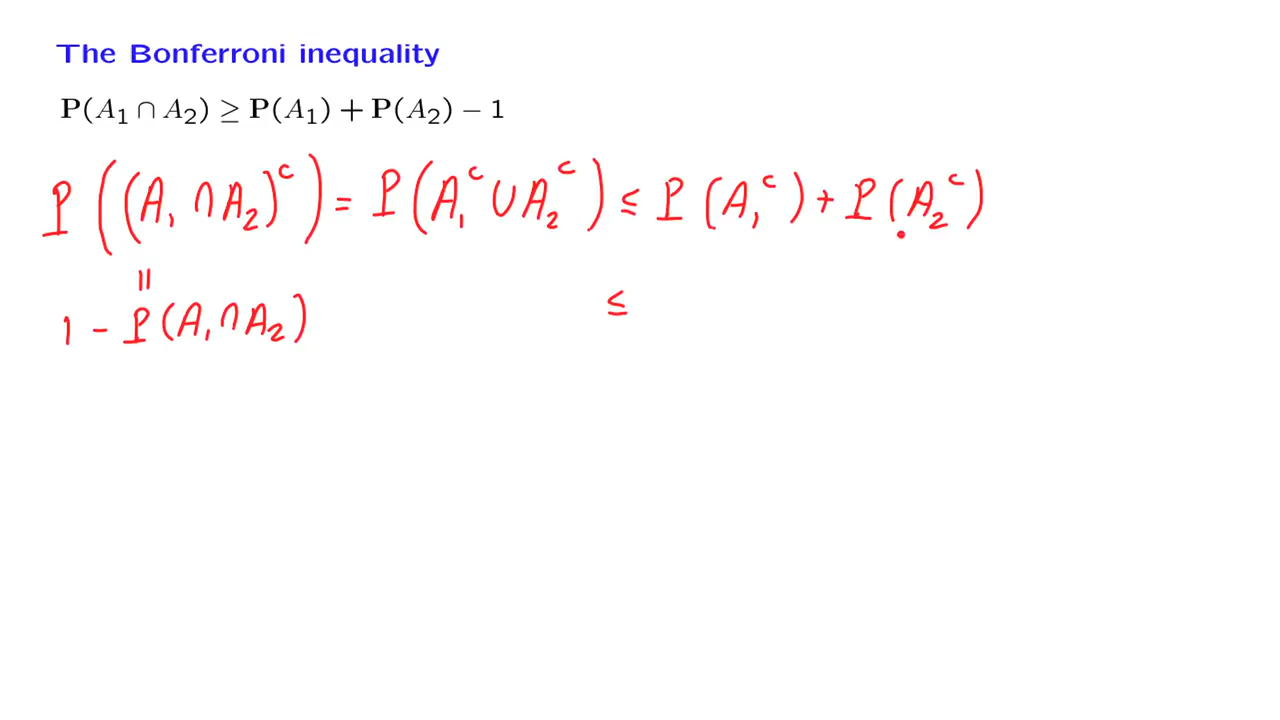 The Bonferroni inequality
P(A₁ ∩ A₂) ≥ P(A₁) + P(A₂) − 1
P((A₁ ∩ A₂)ᶜ) = P(A₁ᶜ ∪ A₂ᶜ) ≤ P(A₁ᶜ) + P(A₂ᶜ)
=
1 − P(A₁ ∩ A₂) ≤